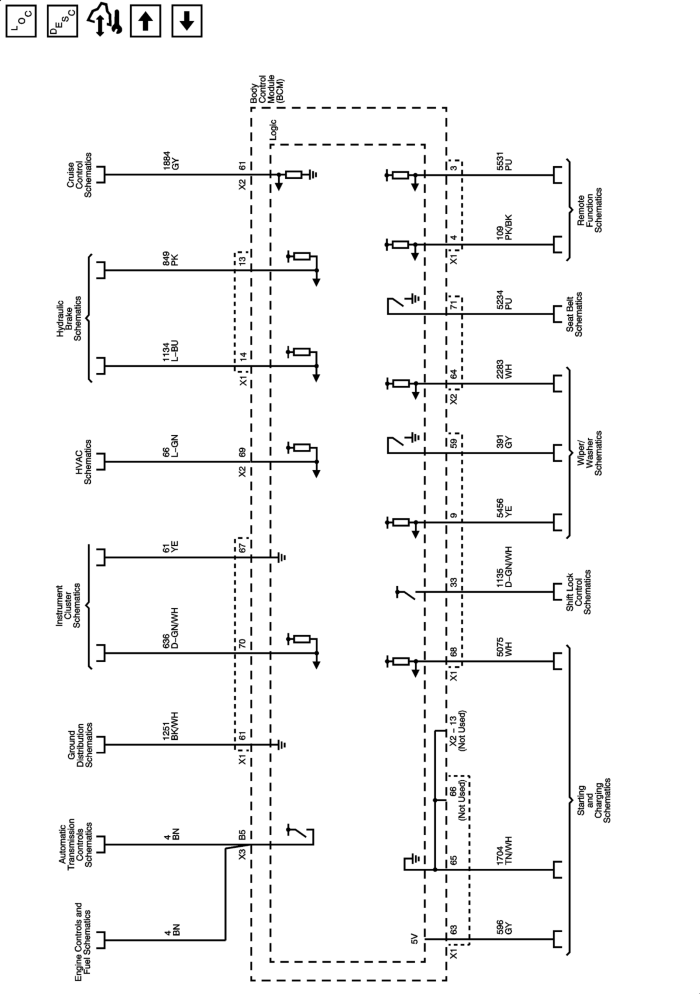 LOC
DESC
Body
Control
Module
(BCM)
Logic
Cruise
Control
Schematics
1884
GY
61
X2
Hydraulic
Brake
Schematics
849
PK
13
1134
L–BU
14
X1
HVAC
Schematics
66
L–GN
69
X2
Instrument
Cluster
Schematics
61
YE
67
636
D–GN/WH
70
Ground
Distribution
Schematics
1251
BK/WH
61
X1
Automatic
Transmission
Controls
Schematics
4
BN
B5
X3
Engine Controls and
Fuel Schematics
4
BN
3
5531
PU
4
X1
109
PK/BK
Remote
Function
Schematics
71
5234
PU
Seat Belt
Schematics
64
X2
2283
WH
59
391
GY
9
5456
YE
Wiper/
Washer
Schematics
33
1135
D–GN/WH
Shift Lock
Control
Schematics
68
X1
5075
WH
X2 – 13
(Not Used)
66
(Not Used)
65
1704
TN/WH
5V
63
X1
596
GY
Starting
and
Charging
Schematics